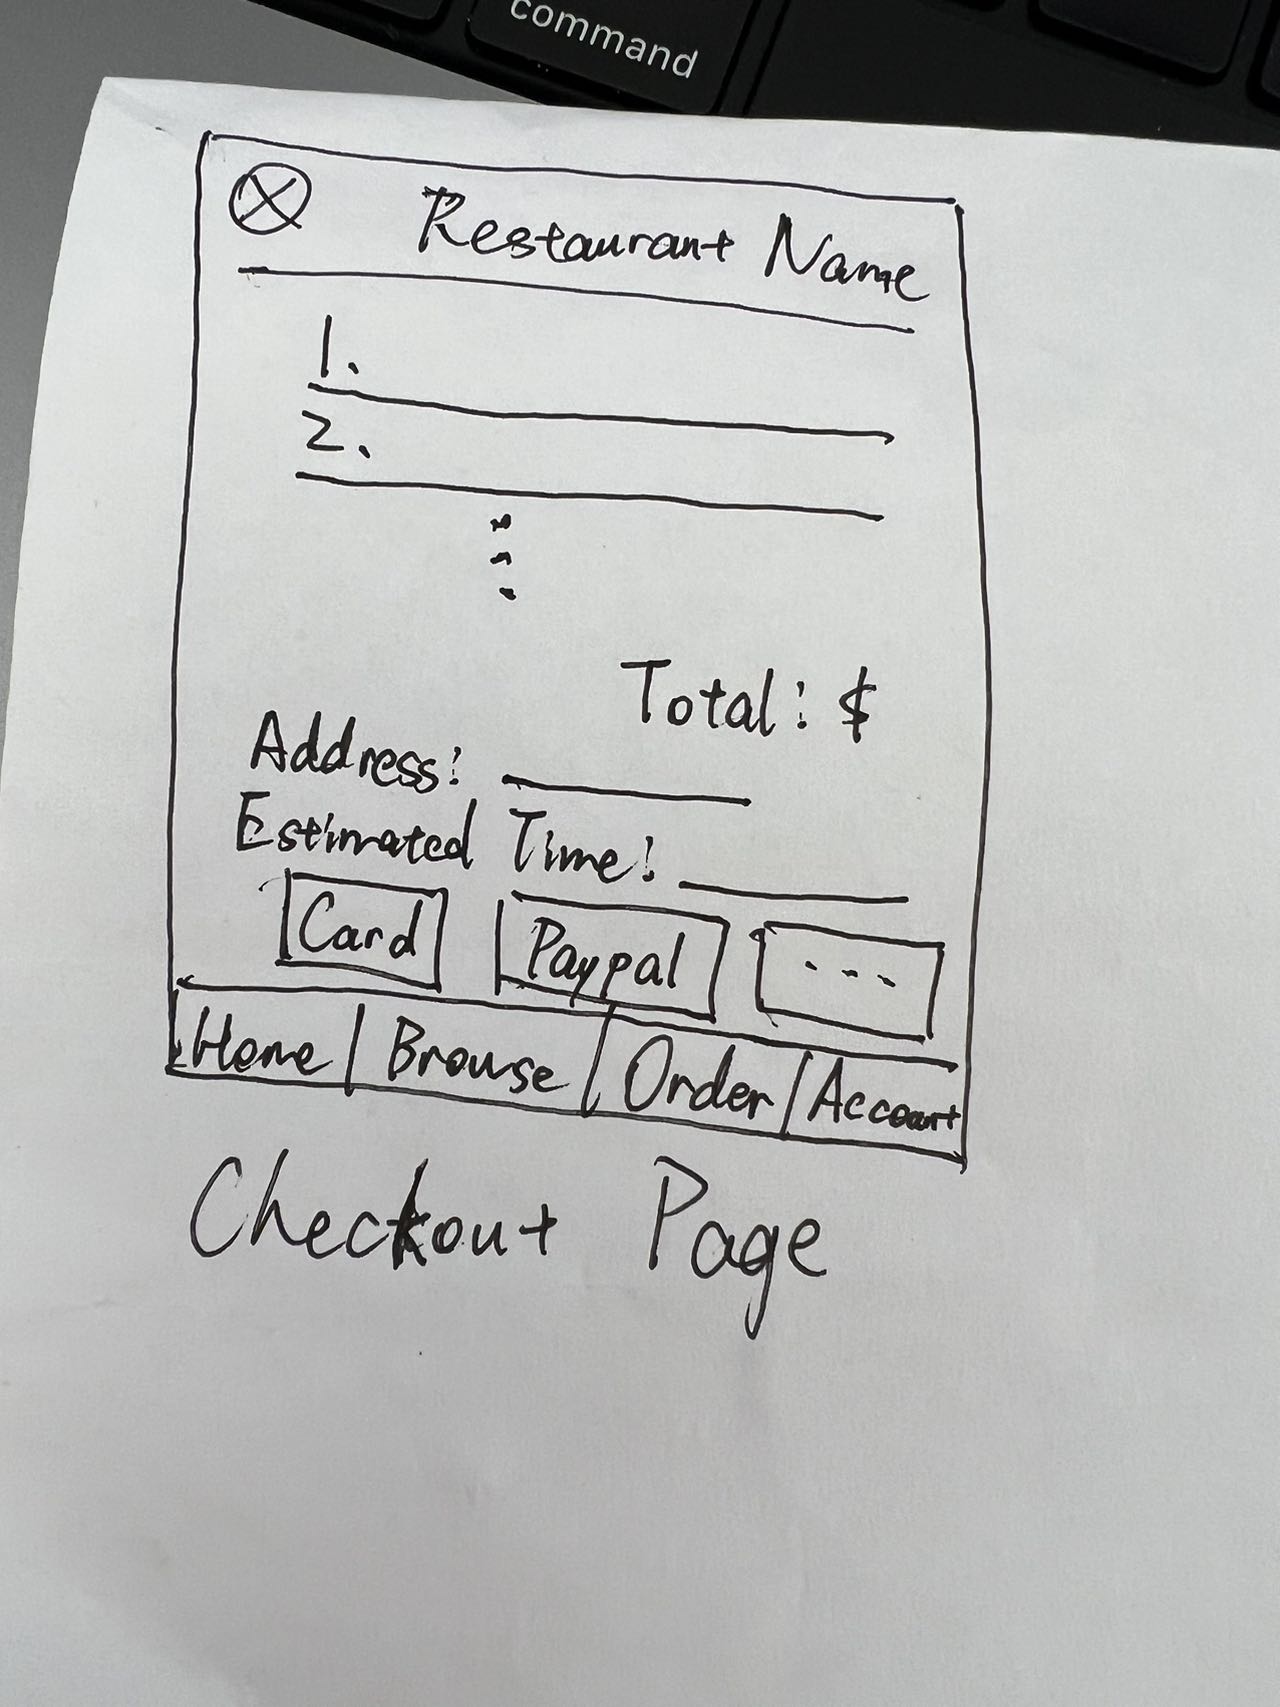 command
Restaurant Name
1.
2.
Total: $
Address:
Estimated Time:
Card Paypal ---
Home Browse Order Account
Checkout Page